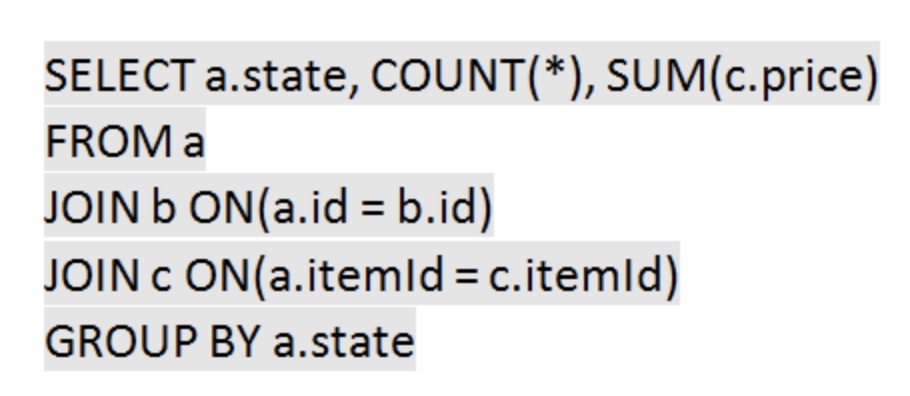 SELECT a.state, COUNT(*), SUM(c.price)
FROM a
JOIN b ON(a.id = b.id)
JOIN c ON(a.itemId = c.itemId)
GROUP BY a.state